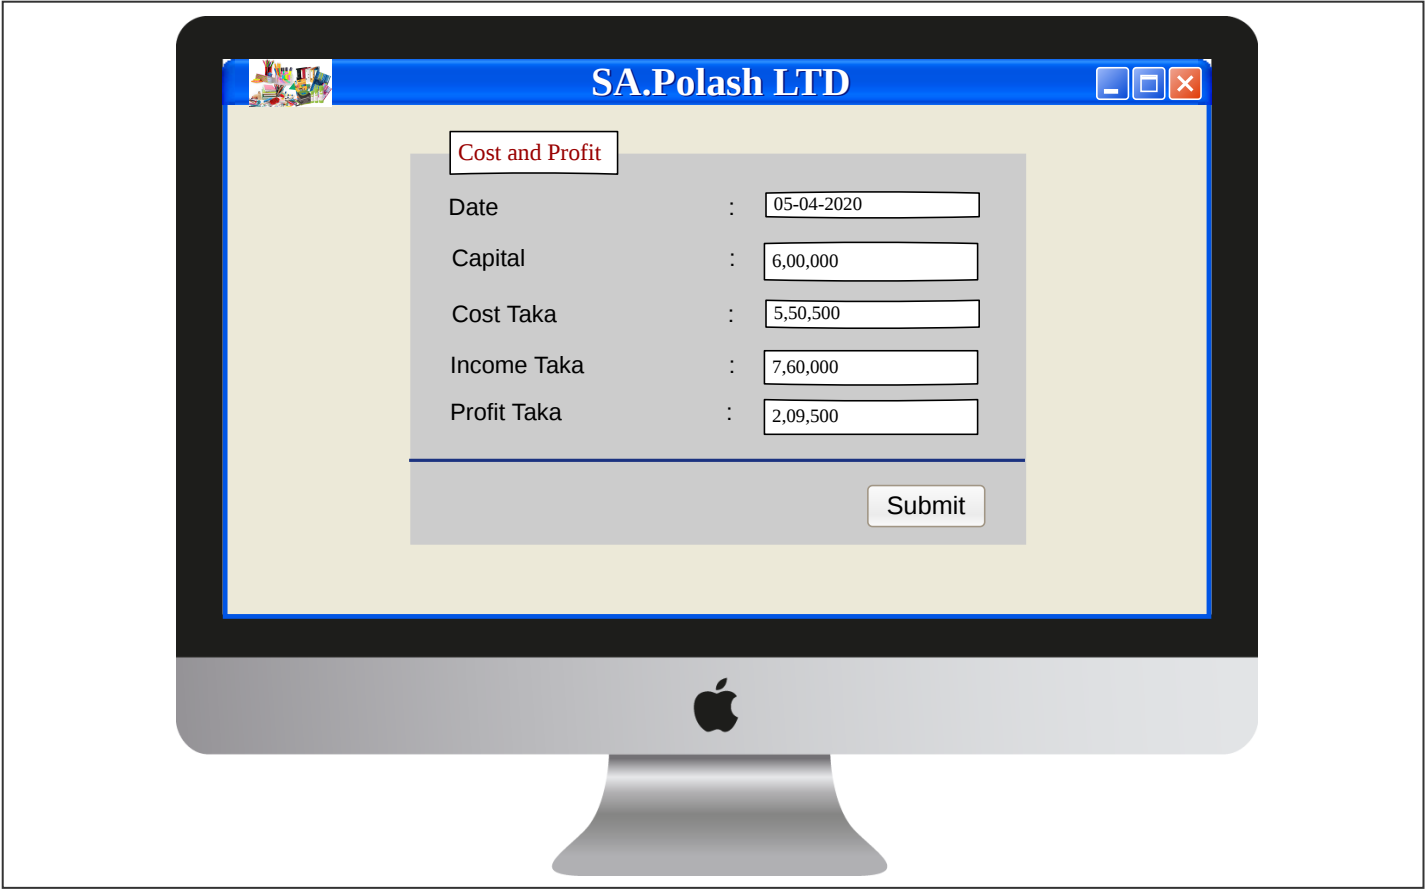 SA.Polash LTD
Cost and Profit
Date : 05-04-2020
Capital : 6,00,000
Cost Taka : 5,50,500
Income Taka : 7,60,000
Profit Taka : 2,09,500
Submit